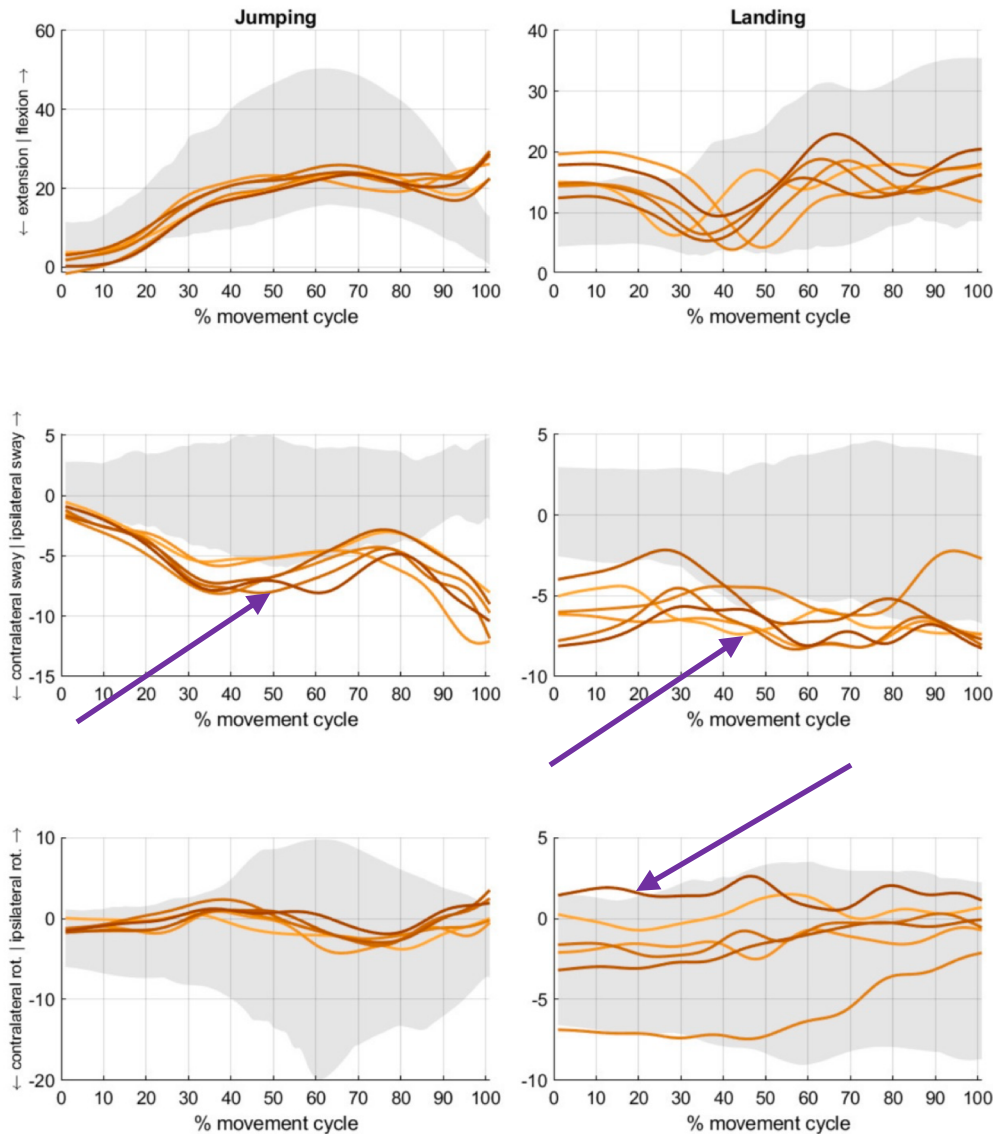 Jumping
Landing
← extension | flexion →
60
40
20
0
0 10 20 30 40 50 60 70 80 90 100
% movement cycle
40
30
20
10
0
0 10 20 30 40 50 60 70 80 90 100
% movement cycle
← contralateral sway | ipsilateral sway →
5
0
-5
-10
-15
0 10 20 30 40 50 60 70 80 90 100
% movement cycle
5
0
-5
-10
0 10 20 30 40 50 60 70 80 90 100
% movement cycle
← contralateral rot. | ipsilateral rot. →
10
0
-10
-20
0 10 20 30 40 50 60 70 80 90 100
% movement cycle
5
0
-5
-10
0 10 20 30 40 50 60 70 80 90 100
% movement cycle